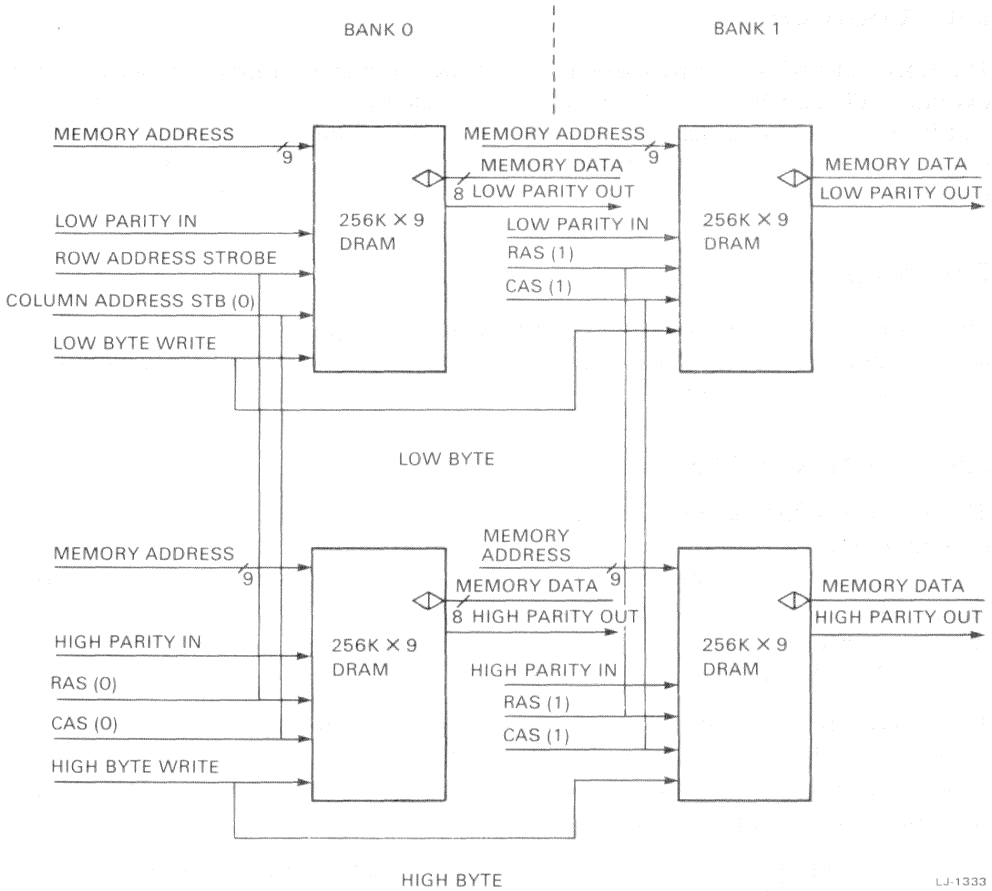 BANK 0
BANK 1
MEMORY ADDRESS
9
MEMORY DATA
8
LOW PARITY OUT
LOW PARITY IN
256K × 9
DRAM
ROW ADDRESS STROBE
COLUMN ADDRESS STB (0)
LOW BYTE WRITE
MEMORY ADDRESS
9
MEMORY DATA
LOW PARITY OUT
LOW PARITY IN
256K × 9
DRAM
RAS (1)
CAS (1)
LOW BYTE
MEMORY ADDRESS
9
MEMORY DATA
8
HIGH PARITY OUT
HIGH PARITY IN
256K × 9
DRAM
RAS (0)
CAS (0)
HIGH BYTE WRITE
MEMORY
ADDRESS
9
MEMORY DATA
HIGH PARITY OUT
256K × 9
DRAM
HIGH PARITY IN
RAS (1)
CAS (1)
HIGH BYTE
LJ-1333